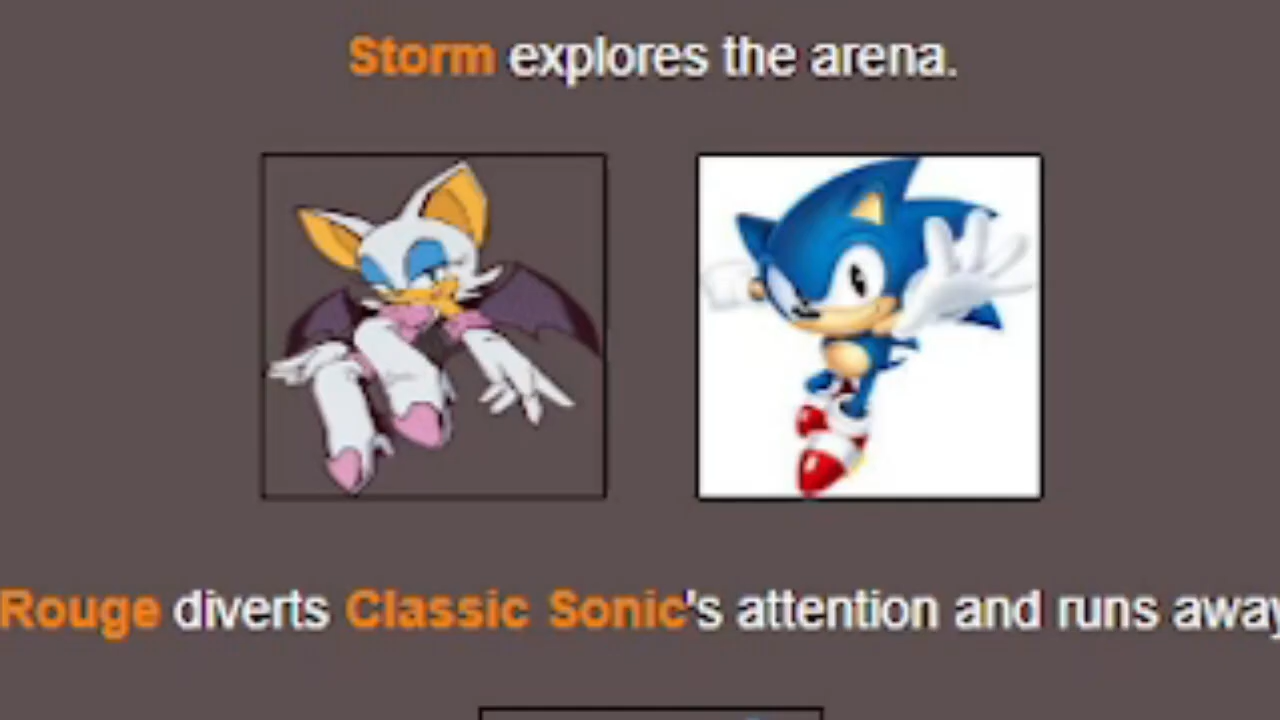 Storm explores the arena.
Rouge diverts Classic Sonic's attention and runs away